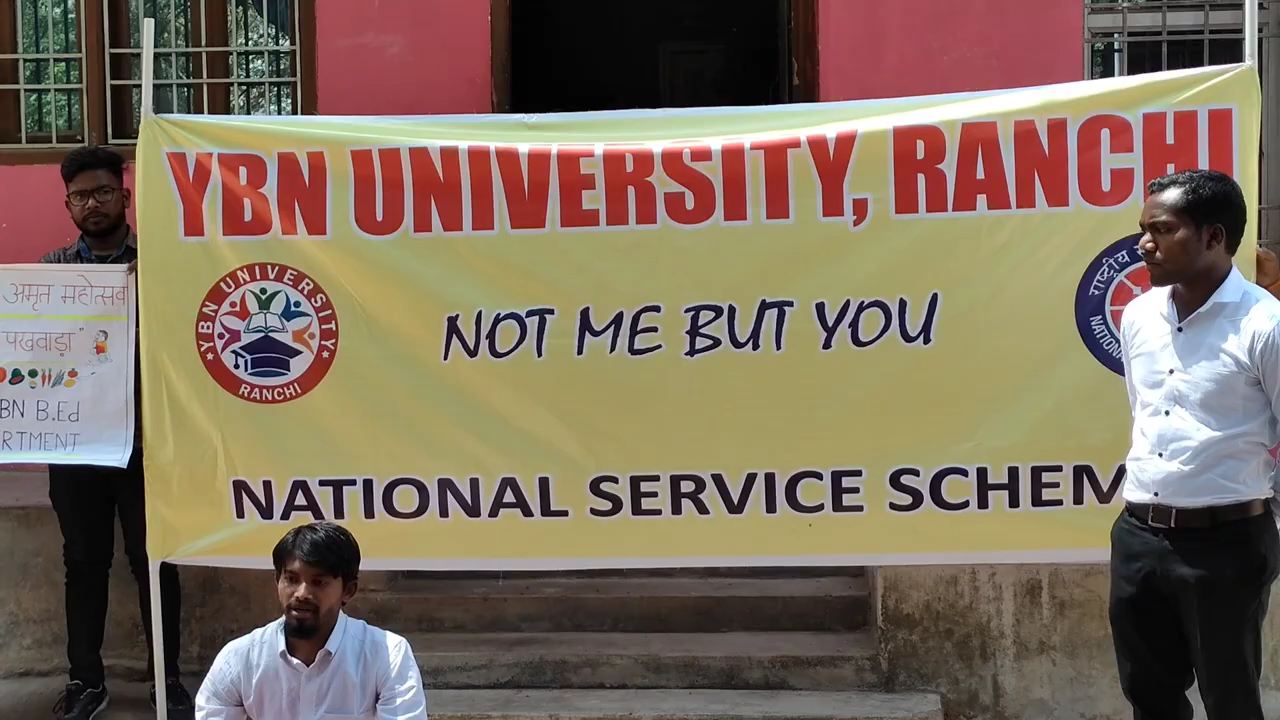 YBN UNIVERSITY, RANCHI
YBN UNIVERSITY
RANCHI
NOT ME BUT YOU
राष्ट्रीय
NATIONAL SERVICE SCHEM
अमृत महोत्सव
पखवाड़ा"
BN B.Ed
RTMENT